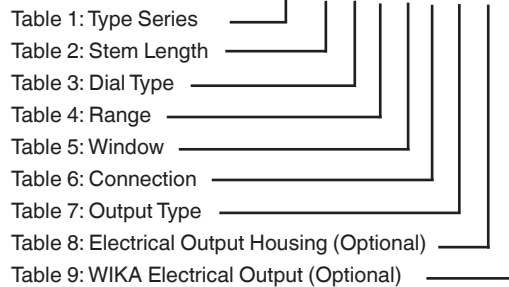 Table 1: Type Series
Table 2: Stem Length
Table 3: Dial Type
Table 4: Range
Table 5: Window
Table 6: Connection
Table 7: Output Type
Table 8: Electrical Output Housing (Optional)
Table 9: WIKA Electrical Output (Optional)